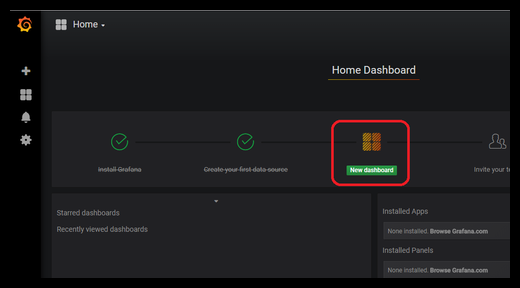 Home
Home Dashboard
Install Grafana
Create your first data source
New dashboard
Invite your
Starred dashboards
Recently viewed dashboards
Installed Apps
None installed. Browse Grafana.com
Installed Panels
None installed. Browse Grafana.com